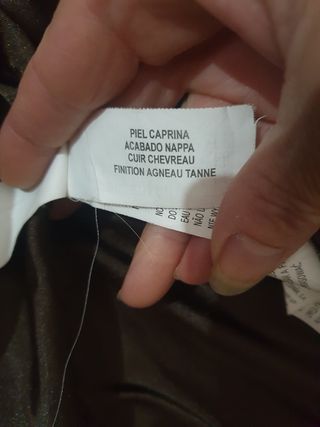 PIEL CAPRINA
ACABADO NAPPA
CUIR CHEVREAU
FINITION AGNEAU TANNE